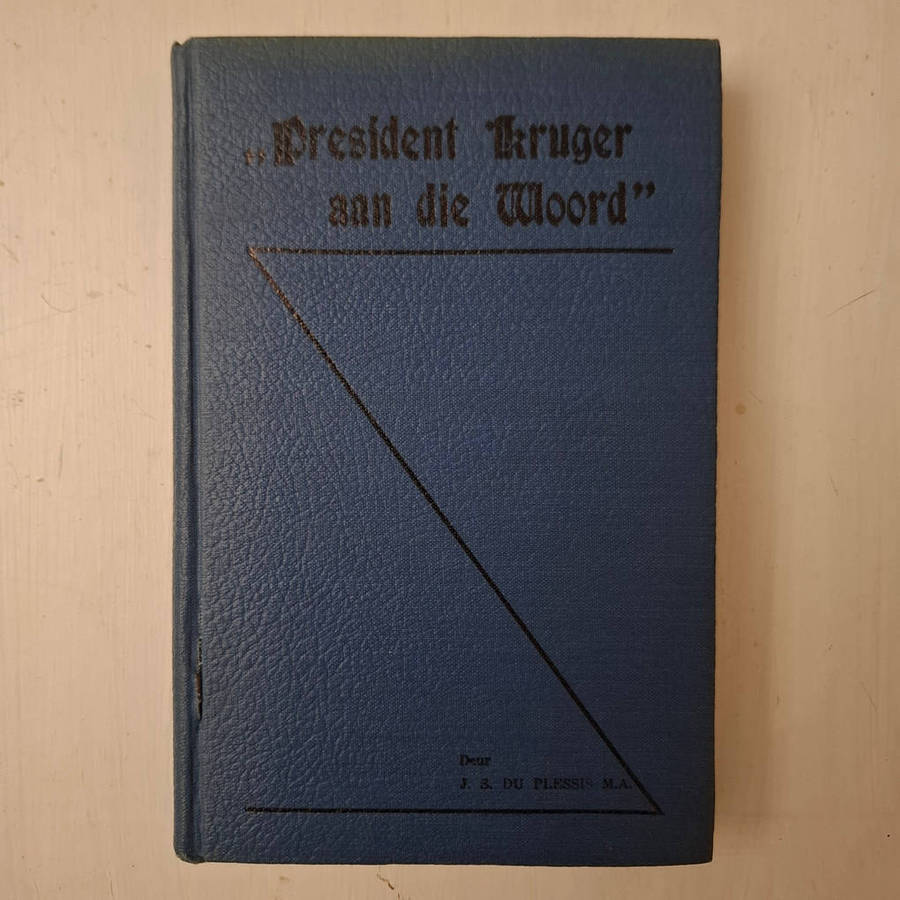 „President Kruger
aan die Woord”
Deur
J. S. DU PLESSIS M.A.